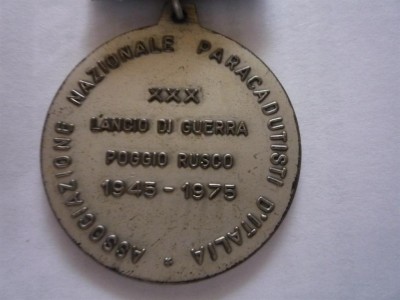 ASSOCIAZIONE NAZIONALE PARACADUTISTI D'ITALIA
XXX
LANCIO DI GUERRA
POGGIO RUSCO
1945-1975